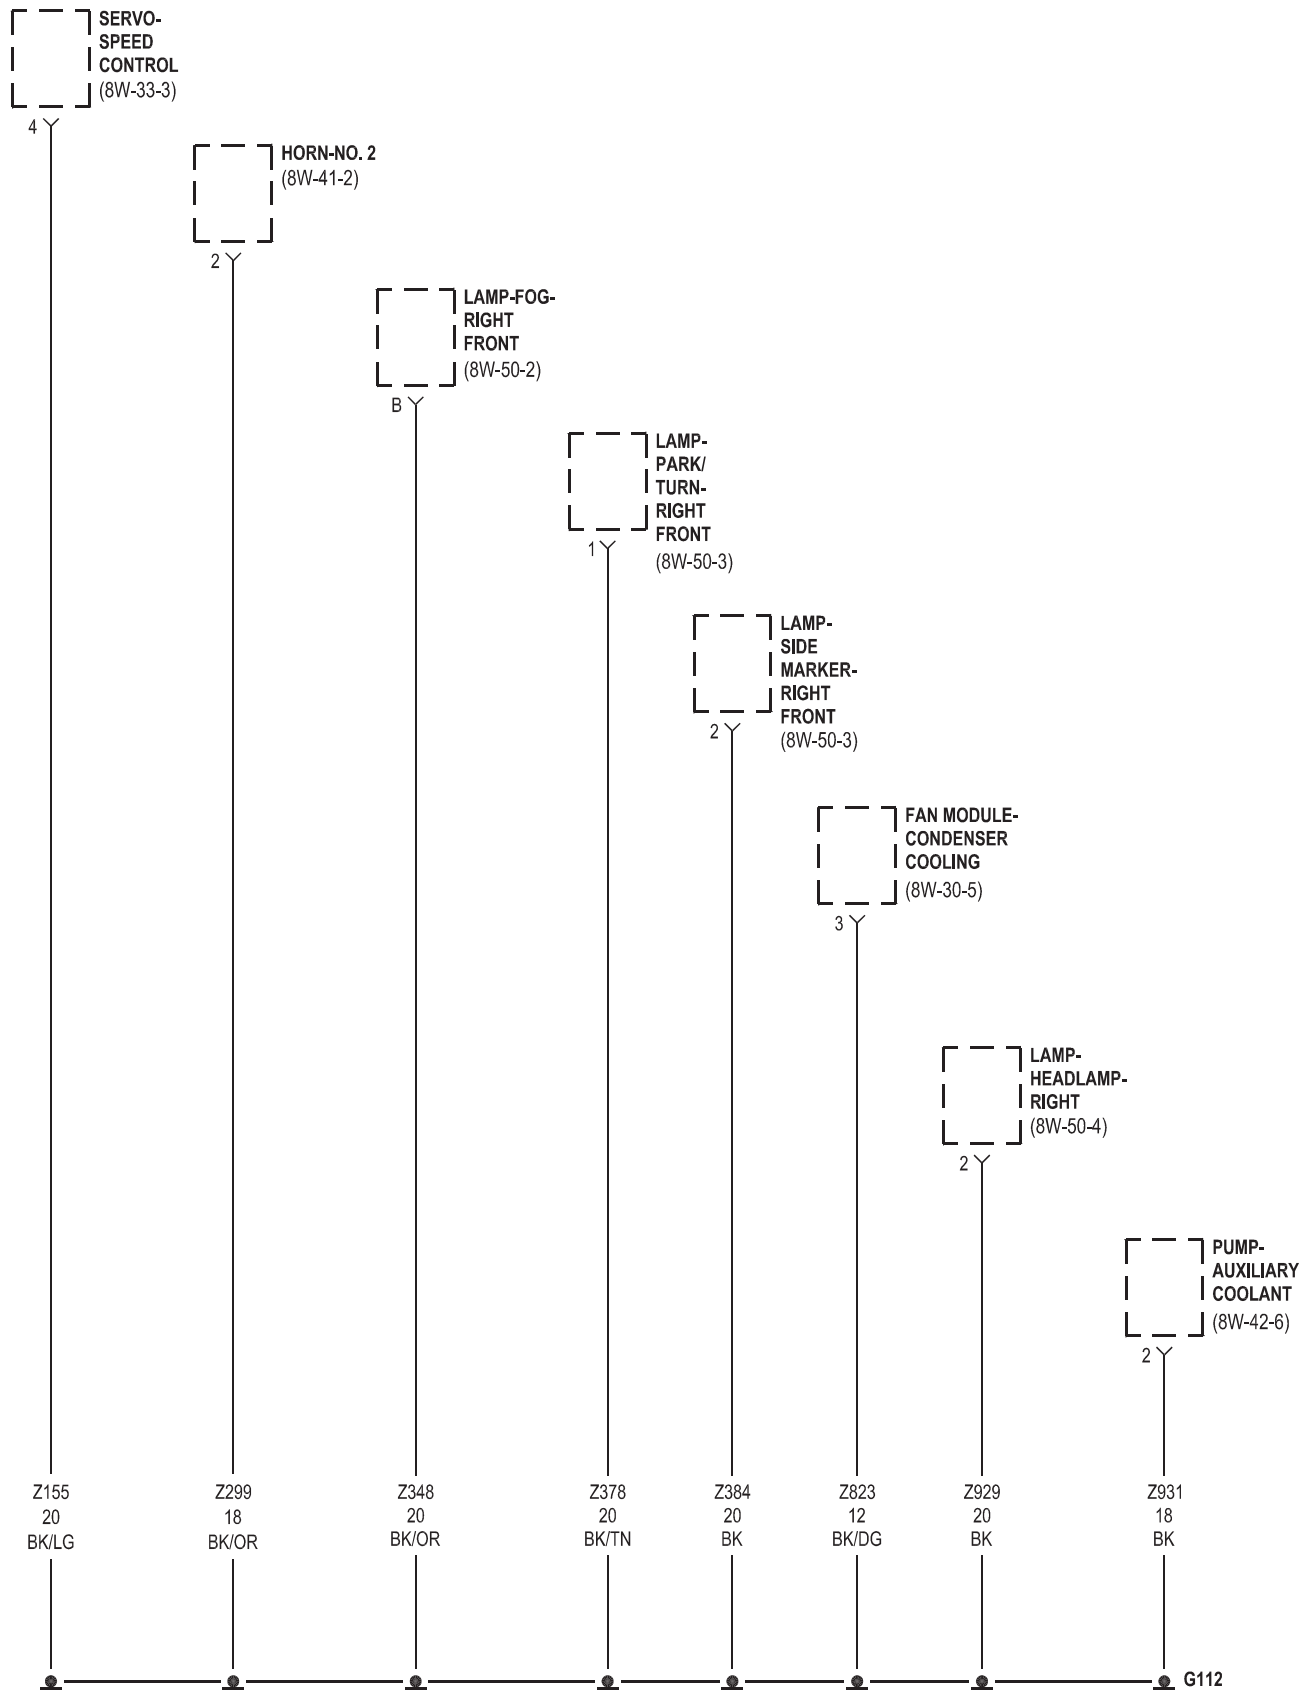 SERVO-
SPEED
CONTROL
(8W-33-3)
4
HORN-NO. 2
(8W-41-2)
2
LAMP-FOG-
RIGHT
FRONT
(8W-50-2)
B
LAMP-
PARK/
TURN-
RIGHT
FRONT
(8W-50-3)
1
LAMP-
SIDE
MARKER-
RIGHT
FRONT
(8W-50-3)
2
FAN MODULE-
CONDENSER
COOLING
(8W-30-5)
3
LAMP-
HEADLAMP-
RIGHT
(8W-50-4)
2
PUMP-
AUXILIARY
COOLANT
(8W-42-6)
2
Z155
20
BK/LG
Z299
18
BK/OR
Z348
20
BK/OR
Z378
20
BK/TN
Z384
20
BK
Z823
12
BK/DG
Z929
20
BK
Z931
18
BK
G112